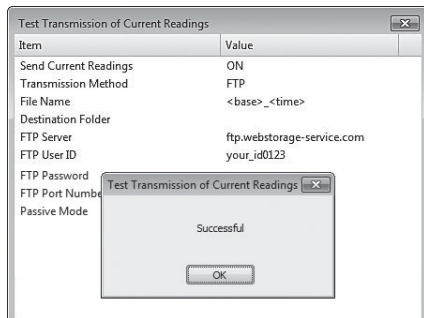 Test Transmission of Current Readings
Item Value
Send Current Readings ON
Transmission Method FTP
File Name <base>_<time>
Destination Folder
FTP Server ftp.webstorage-service.com
FTP User ID your_id0123
FTP Password
FTP Port Numbe
Passive Mode
Test Transmission of Current Readings
Successful
OK